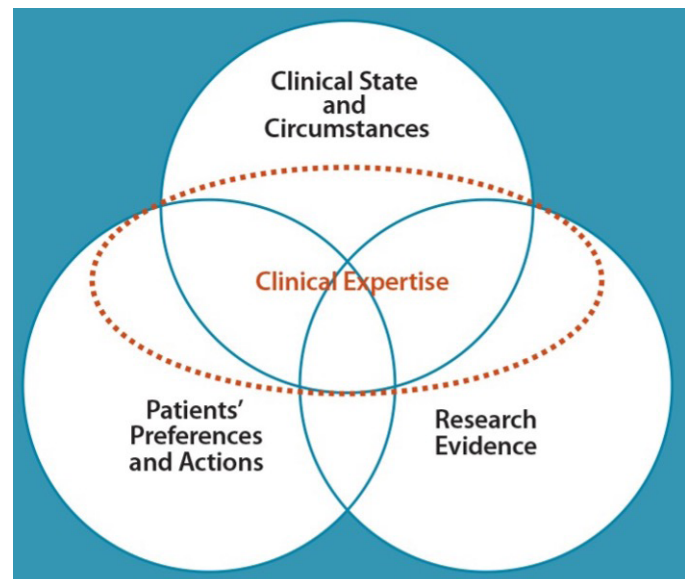 Clinical State
and
Circumstances
Clinical Expertise
Patients’
Preferences
and Actions
Research
Evidence